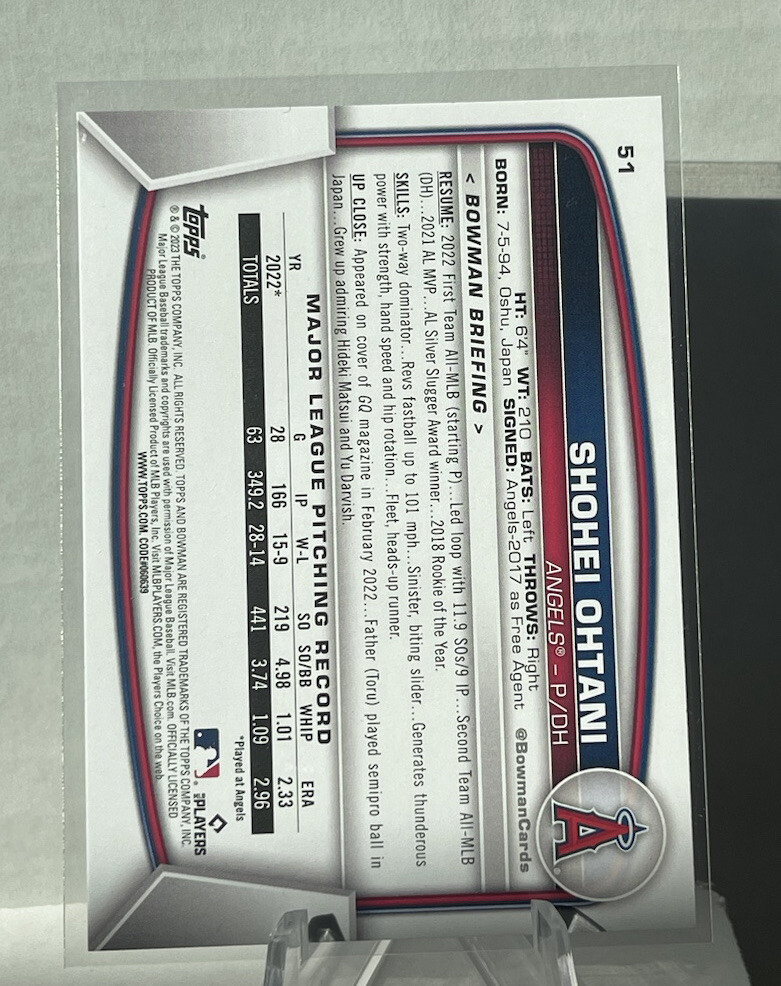 51
SHOHEI OHTANI
ANGELS® – P/DH
HT: 6'4" WT: 210 BATS: Left THROWS: Right
BORN: 7-5-94, Oshu, Japan SIGNED: Angels-2017 as Free Agent @BowmanCards
< BOWMAN BRIEFING >
RESUME: 2022 First Team All-MLB (starting P)...Led loop with 11.9 SOs/9 IP...Second Team All-MLB
(DH)...2021 AL MVP...AL Silver Slugger Award winner...2018 Rookie of the Year.
SKILLS: Two-way dominator...Revs fastball up to 101 mph...Sinister, biting slider...Generates thunderous
power with strength, hand speed and hip rotation...Fleet, heads-up runner.
UP CLOSE: Appeared on cover of GQ magazine in February 2022...Father (Toru) played semipro ball in
Japan...Grew up admiring Hideki Matsui and Yu Darvish.
MAJOR LEAGUE PITCHING RECORD
YR G IP W-L SO SO/BB WHIP ERA
2022* 28 166 15-9 219 4.98 1.01 2.33
TOTALS 63 349.2 28-14 441 3.74 1.09 2.96
*Played at Angels
topps®
MLB PLAYERS
® & © 2023 THE TOPPS COMPANY, INC. ALL RIGHTS RESERVED. TOPPS AND BOWMAN ARE REGISTERED TRADEMARKS OF THE TOPPS COMPANY, INC.
Major League Baseball trademarks and copyrights are used with permission of Major League Baseball. Visit MLB.com. OFFICIALLY LICENSED
PRODUCT OF MLB Players, Inc. Visit MLBPLAYERS.COM, the Players Choice on the web.
WWW.TOPPS.COM. CODE#060639